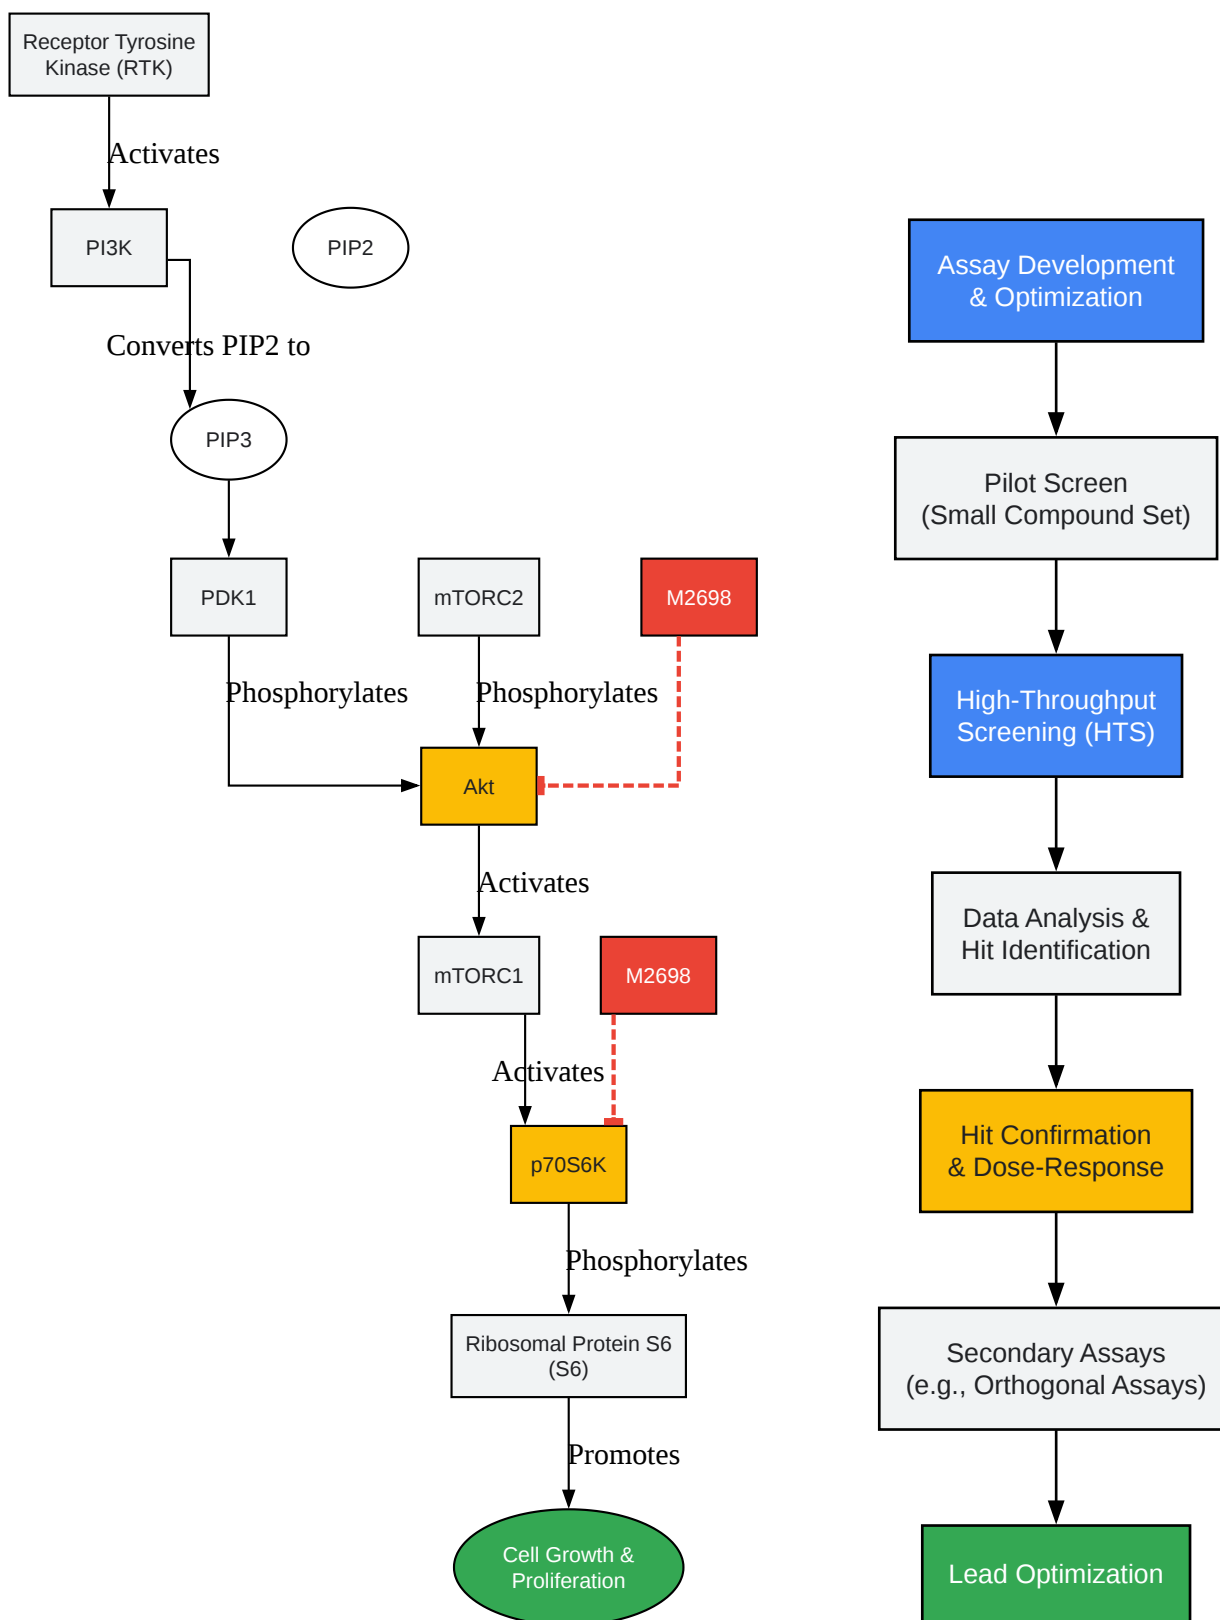 Receptor Tyrosine
Kinase (RTK)
Activates
PI3K
PIP2
Converts PIP2 to
PIP3
PDK1
mTORC2
M2698
Phosphorylates
Phosphorylates
Akt
Activates
mTORC1
M2698
Activates
p70S6K
Phosphorylates
Ribosomal Protein S6
(S6)
Promotes
Cell Growth &
Proliferation
Assay Development
& Optimization
Pilot Screen
(Small Compound Set)
High-Throughput
Screening (HTS)
Data Analysis &
Hit Identification
Hit Confirmation
& Dose-Response
Secondary Assays
(e.g., Orthogonal Assays)
Lead Optimization